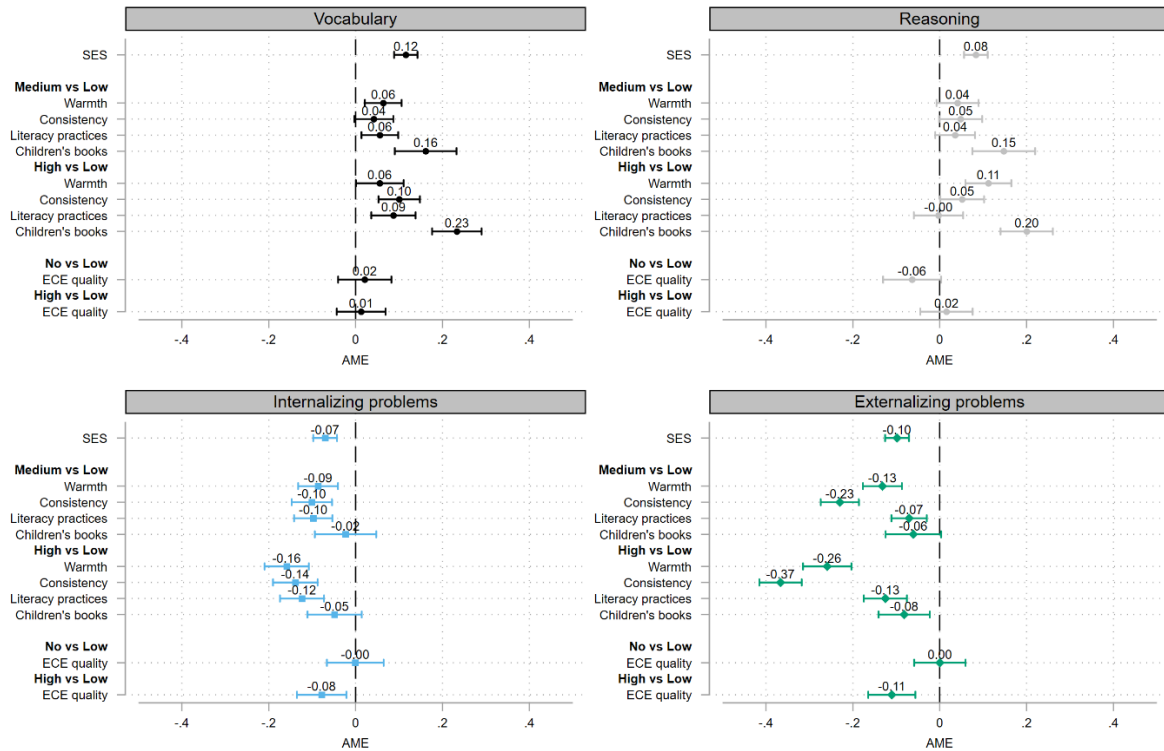 Vocabulary
SES 0.12
Medium vs Low
Warmth 0.06
Consistency 0.04
Literacy practices 0.06
Children's books 0.16
High vs Low
Warmth 0.06
Consistency 0.10
Literacy practices 0.09
Children's books 0.23
No vs Low
ECE quality 0.02
High vs Low
ECE quality 0.01
-.4 -.2 0 .2 .4
AME
Reasoning
SES 0.08
Medium vs Low
Warmth 0.04
Consistency 0.05
Literacy practices 0.04
Children's books 0.15
High vs Low
Warmth 0.11
Consistency 0.05
Literacy practices -0.00
Children's books 0.20
No vs Low
ECE quality -0.06
High vs Low
ECE quality 0.02
-.4 -.2 0 .2 .4
AME
Internalizing problems
SES -0.07
Medium vs Low
Warmth -0.09
Consistency -0.10
Literacy practices -0.10
Children's books -0.02
High vs Low
Warmth -0.16
Consistency -0.14
Literacy practices -0.12
Children's books -0.05
No vs Low
ECE quality -0.00
High vs Low
ECE quality -0.08
-.4 -.2 0 .2 .4
AME
Externalizing problems
SES -0.10
Medium vs Low
Warmth -0.13
Consistency -0.23
Literacy practices -0.07
Children's books -0.06
High vs Low
Warmth -0.26
Consistency -0.37
Literacy practices -0.13
Children's books -0.08
No vs Low
ECE quality 0.00
High vs Low
ECE quality -0.11
-.4 -.2 0 .2 .4
AME